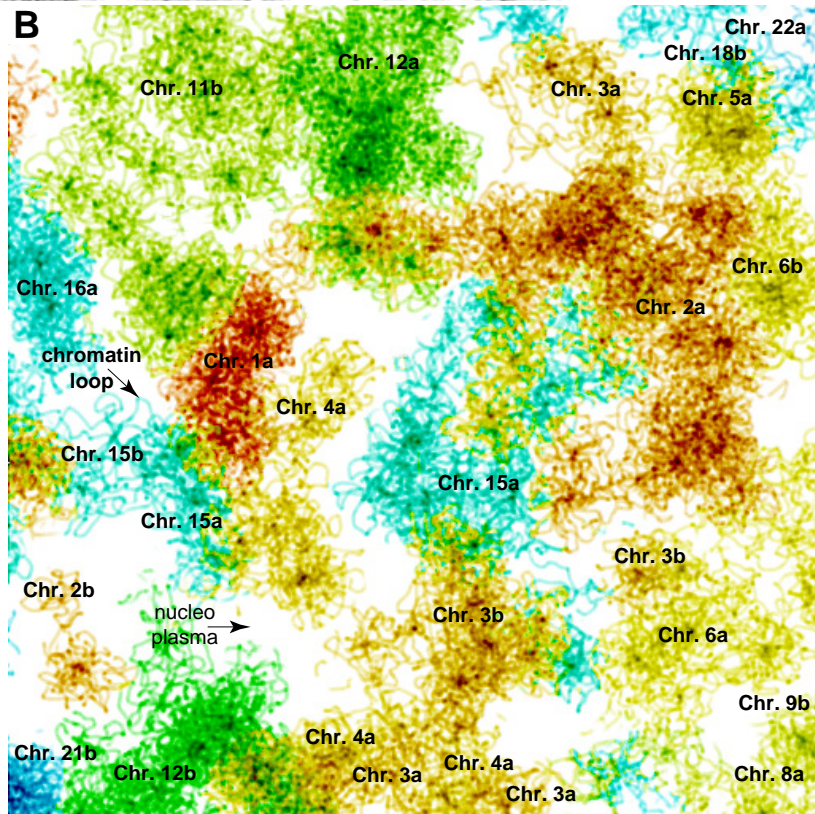 B
Chr. 22a
Chr. 18b
Chr. 12a
Chr. 11b
Chr. 3a
Chr. 5a
Chr. 6b
Chr. 16a
Chr. 2a
chromatin
loop
Chr. 1a
Chr. 4a
Chr. 15b
Chr. 15a
Chr. 15a
Chr. 3b
Chr. 2b
nucleo
plasma
Chr. 3b
Chr. 6a
Chr. 9b
Chr. 4a
Chr. 21b
Chr. 12b
Chr. 3a
Chr. 4a
Chr. 8a
Chr. 3a